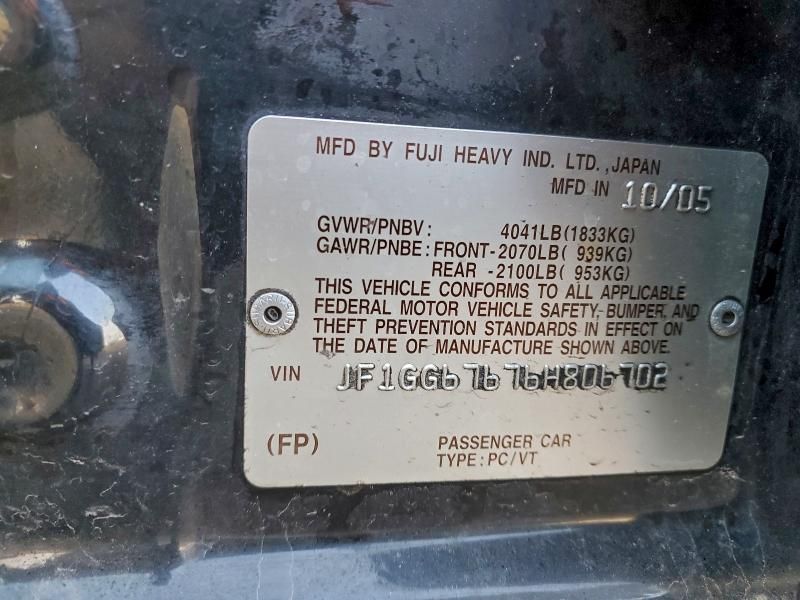 MFD BY FUJI HEAVY IND. LTD.,JAPAN
MFD IN 10/05
GVWR/PNBV: 4041LB(1833KG)
GAWR/PNBE: FRONT-2070LB( 939KG)
REAR -2100LB( 953KG)
THIS VEHICLE CONFORMS TO ALL APPLICABLE
FEDERAL MOTOR VEHICLE SAFETY, BUMPER, AND
THEFT PREVENTION STANDARDS IN EFFECT ON
THE DATE OF MANUFACTURE SHOWN ABOVE.
VIN JF1GG67676H806702
(FP) PASSENGER CAR
TYPE: PC/VT